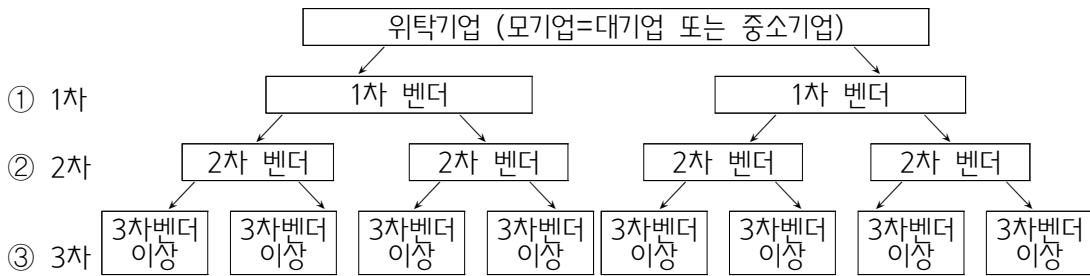 위탁기업 (모기업=대기업 또는 중소기업)
① 1차
1차 벤더
1차 벤더
② 2차
2차 벤더
2차 벤더
2차 벤더
2차 벤더
③ 3차
3차벤더
이상
3차벤더
이상
3차벤더
이상
3차벤더
이상
3차벤더
이상
3차벤더
이상
3차벤더
이상
3차벤더
이상